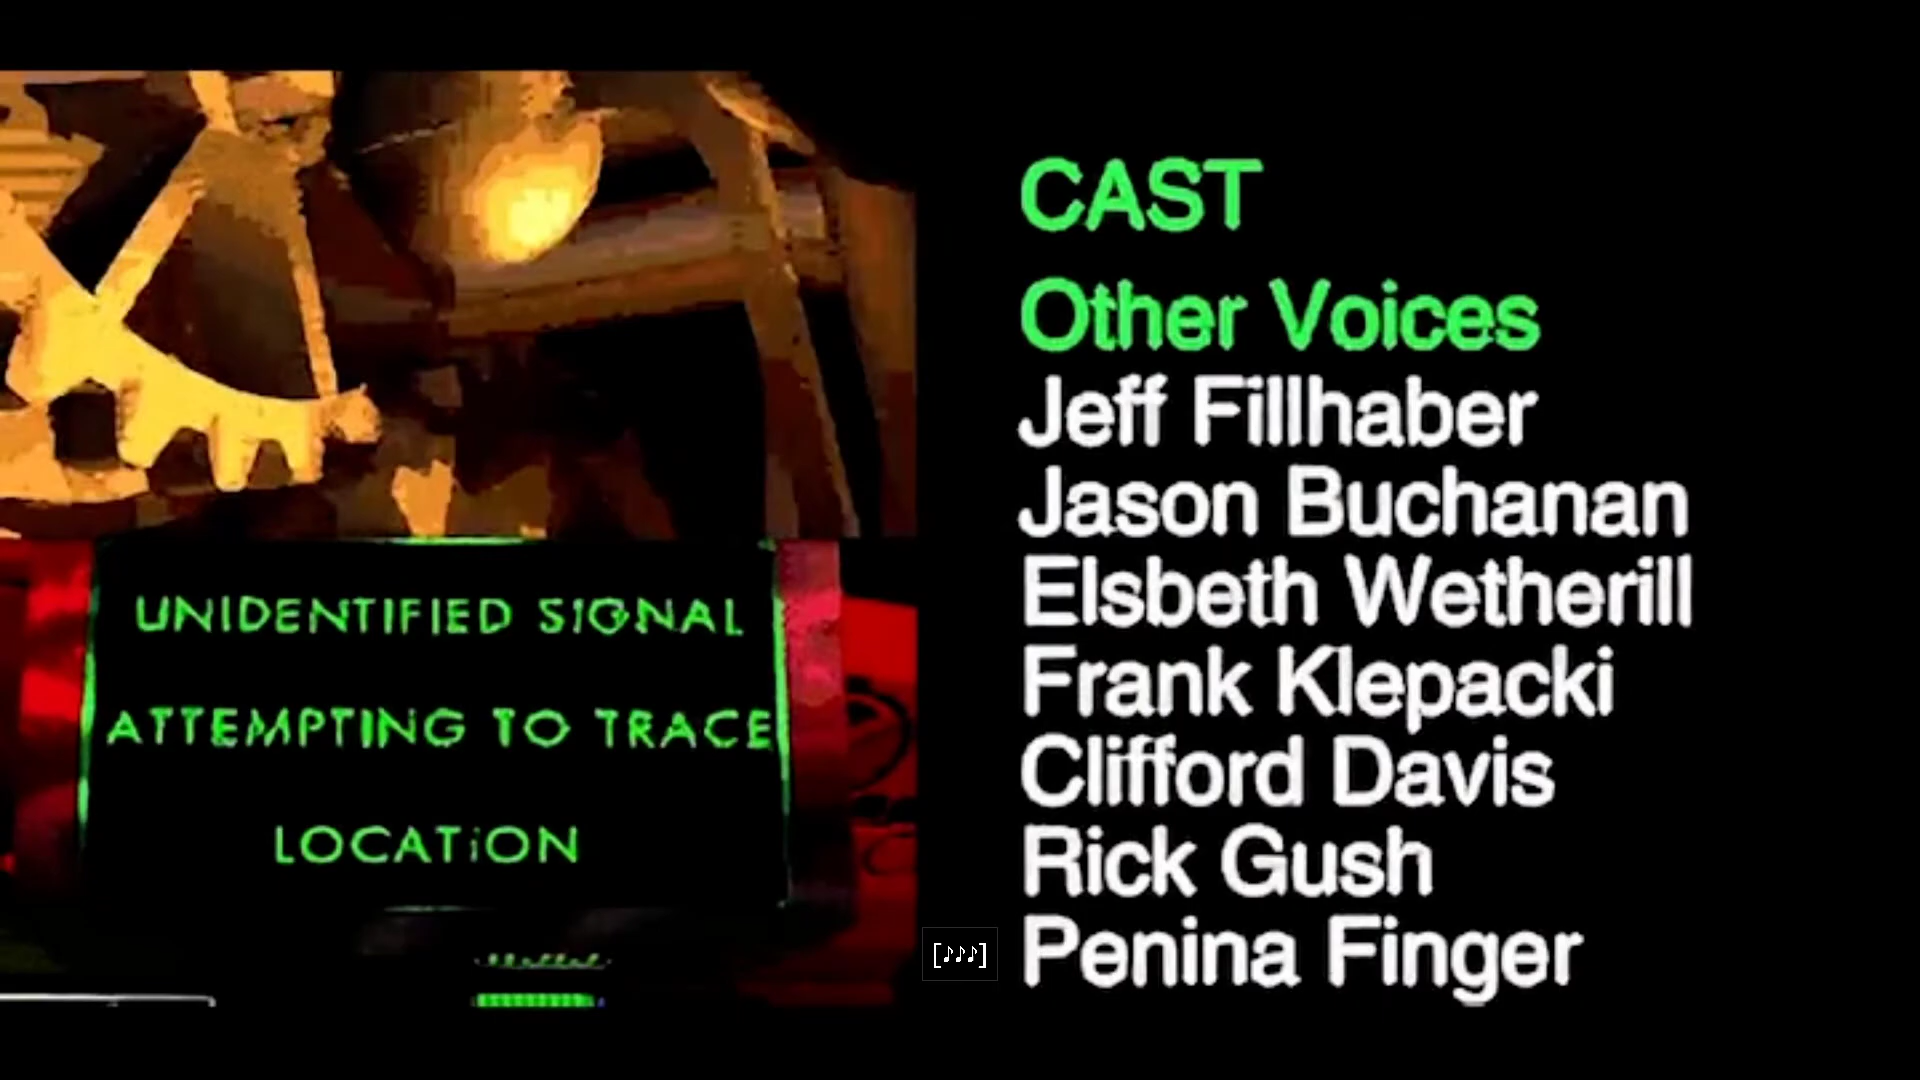 CAST
Other Voices
Jeff Fillhaber
Jason Buchanan
Elsbeth Wetherill
Frank Klepacki
Clifford Davis
Rick Gush
Penina Finger
UNIDENTIFIED SIGNAL
ATTEMPTING TO TRACE
LOCATiON
[♪♪♪]